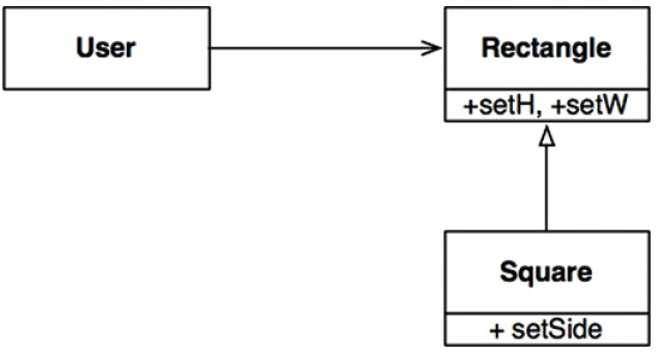 User
Rectangle
+setH, +setW
Square
+ setSide